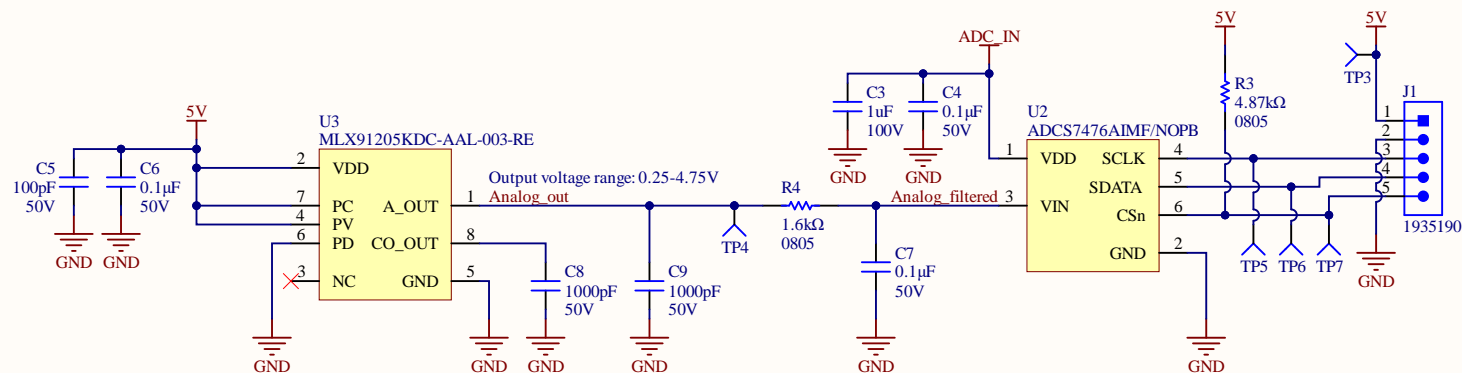 5V
C5
100pF
50V
GND
C6
0.1µF
50V
GND
U3
MLX91205KDC-AAL-003-RE
2
VDD
7
PC
4
PV
6
PD
3
NC
A_OUT
1
CO_OUT
8
GND
5
GND
GND
Output voltage range: 0.25-4.75V
Analog_out
C8
1000pF
50V
GND
C9
1000pF
50V
GND
TP4
R4
1.6kΩ
0805
C7
0.1µF
50V
GND
Analog_filtered
ADC_IN
C3
1uF
100V
GND
C4
0.1µF
50V
GND
U2
ADCS7476AIMF/NOPB
1
VDD
3
VIN
SCLK
4
SDATA
5
CSn
6
GND
2
GND
5V
R3
4.87kΩ
0805
TP5
TP6
TP7
5V
TP3
GND
J1
1
2
3
4
5
1935190